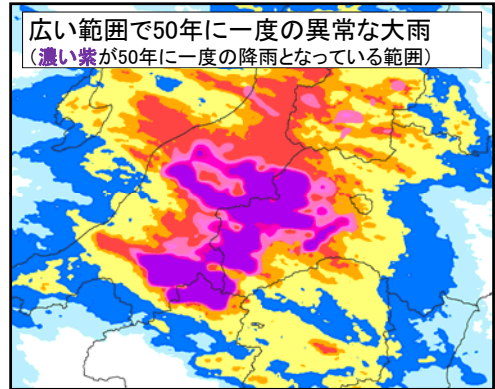 広い範囲で50年に一度の異常な大雨
（濃い紫が50年に一度の降雨となっている範囲）